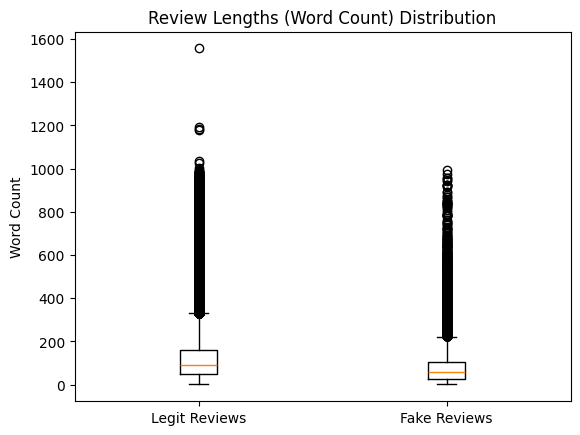 Review Lengths (Word Count) Distribution
1600
1400
1200
1000
800
600
400
200
0
Word Count
Legit Reviews
Fake Reviews